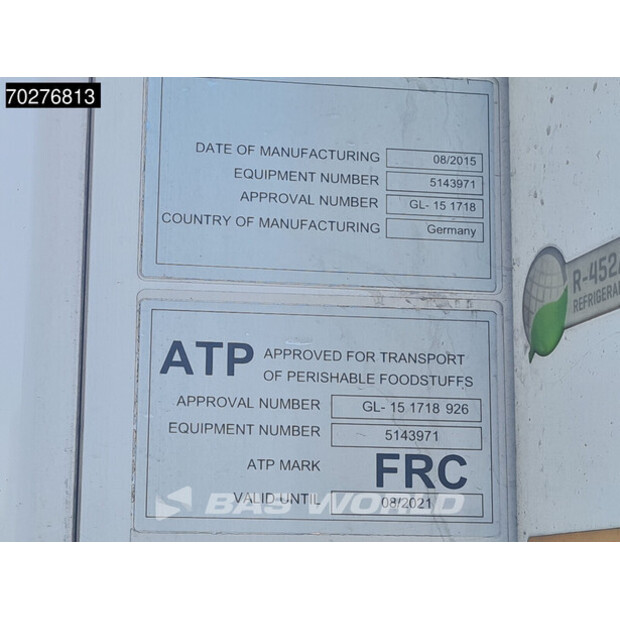 70276813
DATE OF MANUFACTURING 08/2015
EQUIPMENT NUMBER 5143971
APPROVAL NUMBER GL- 15 1718
COUNTRY OF MANUFACTURING Germany
R-452A
REFRIGERA
ATP APPROVED FOR TRANSPORT
OF PERISHABLE FOODSTUFFS
APPROVAL NUMBER GL- 15 1718 926
EQUIPMENT NUMBER 5143971
ATP MARK FRC
VALID UNTIL 08/2021
BAS WORLD